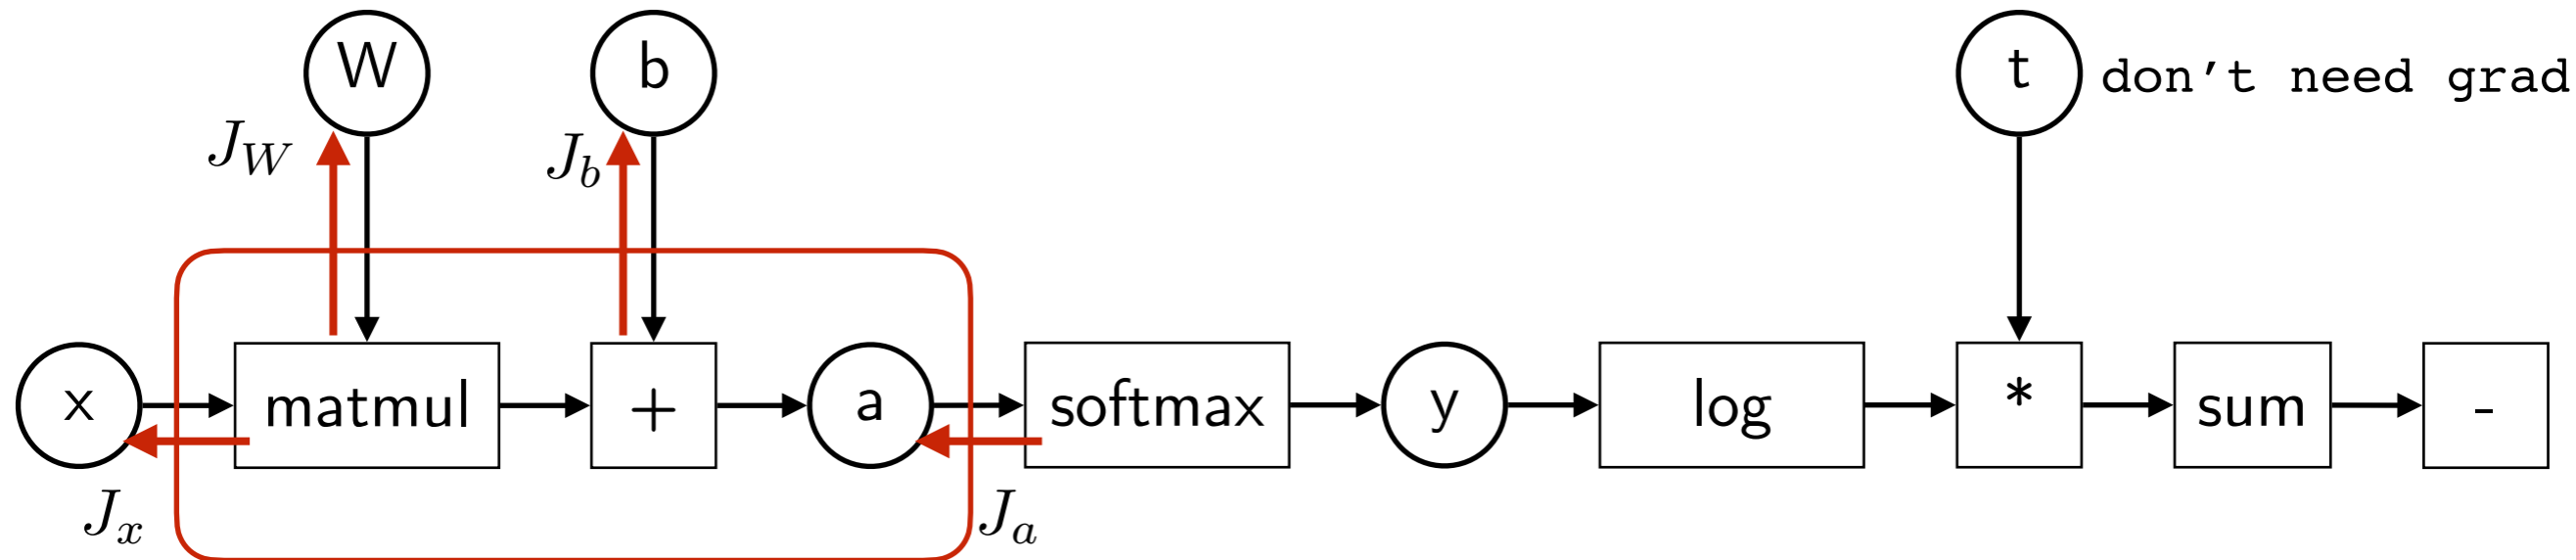 W
b
t don't need grad
J_W
J_b
x
matmul
+
a
softmax
y
log
*
sum
-
J_x
J_a